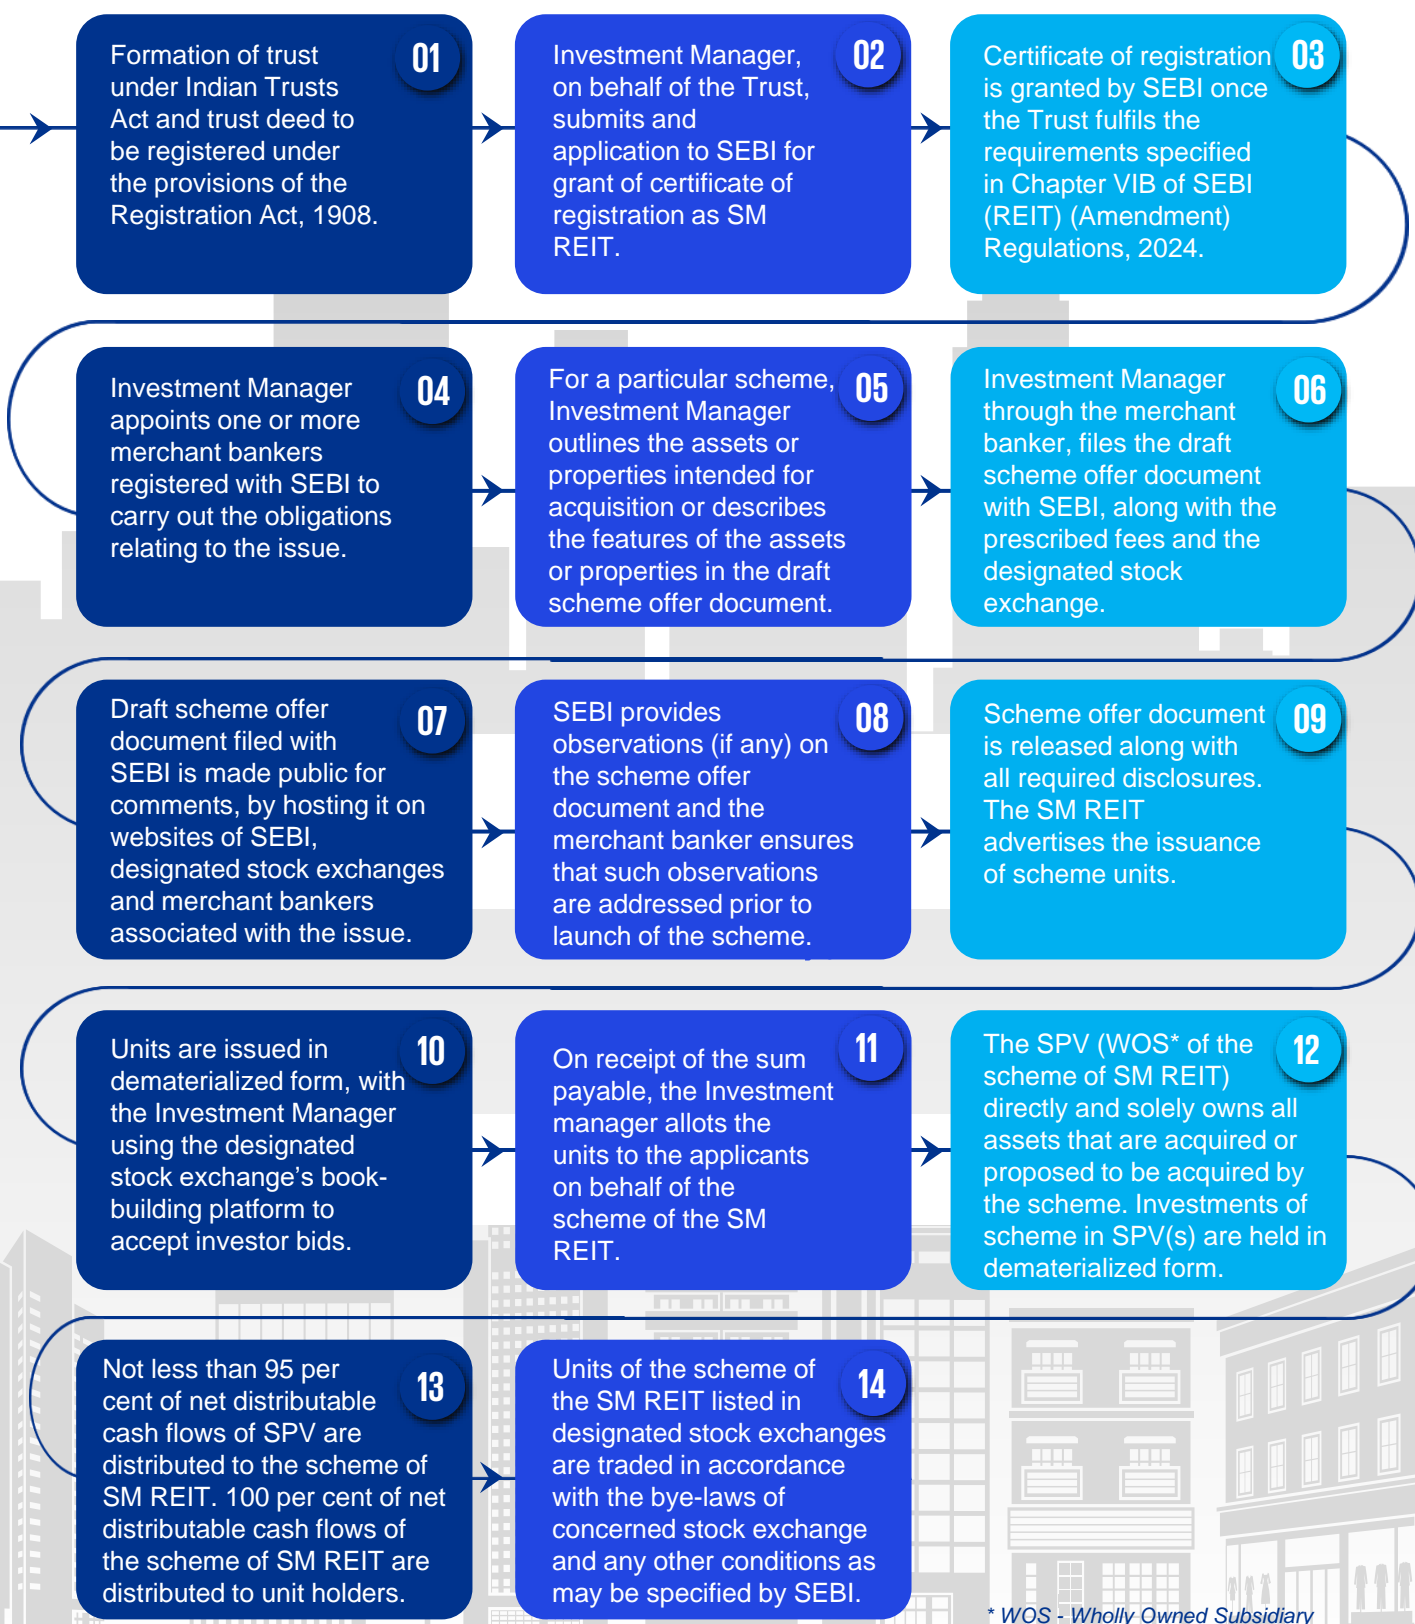 01
Formation of trust
under Indian Trusts
Act and trust deed to
be registered under
the provisions of the
Registration Act, 1908.
02
Investment Manager,
on behalf of the Trust,
submits and
application to SEBI for
grant of certificate of
registration as SM
REIT.
03
Certificate of registration
is granted by SEBI once
the Trust fulfils the
requirements specified
in Chapter VIB of SEBI
(REIT) (Amendment)
Regulations, 2024.
04
Investment Manager
appoints one or more
merchant bankers
registered with SEBI to
carry out the obligations
relating to the issue.
05
For a particular scheme,
Investment Manager
outlines the assets or
properties intended for
acquisition or describes
the features of the assets
or properties in the draft
scheme offer document.
06
Investment Manager
through the merchant
banker, files the draft
scheme offer document
with SEBI, along with the
prescribed fees and the
designated stock
exchange.
07
Draft scheme offer
document filed with
SEBI is made public for
comments, by hosting it on
websites of SEBI,
designated stock exchanges
and merchant bankers
associated with the issue.
08
SEBI provides
observations (if any) on
the scheme offer
document and the
merchant banker ensures
that such observations
are addressed prior to
launch of the scheme.
09
Scheme offer document
is released along with
all required disclosures.
The SM REIT
advertises the issuance
of scheme units.
10
Units are issued in
dematerialized form, with
the Investment Manager
using the designated
stock exchange’s book-
building platform to
accept investor bids.
11
On receipt of the sum
payable, the Investment
manager allots the
units to the applicants
on behalf of the
scheme of the SM
REIT.
12
The SPV (WOS* of the
scheme of SM REIT)
directly and solely owns all
assets that are acquired or
proposed to be acquired by
the scheme. Investments of
scheme in SPV(s) are held in
dematerialized form.
13
Not less than 95 per
cent of net distributable
cash flows of SPV are
distributed to the scheme of
SM REIT. 100 per cent of net
distributable cash flows of
the scheme of SM REIT are
distributed to unit holders.
14
Units of the scheme of
the SM REIT listed in
designated stock exchanges
are traded in accordance
with the bye-laws of
concerned stock exchange
and any other conditions as
may be specified by SEBI.
* WOS - Wholly Owned Subsidiary